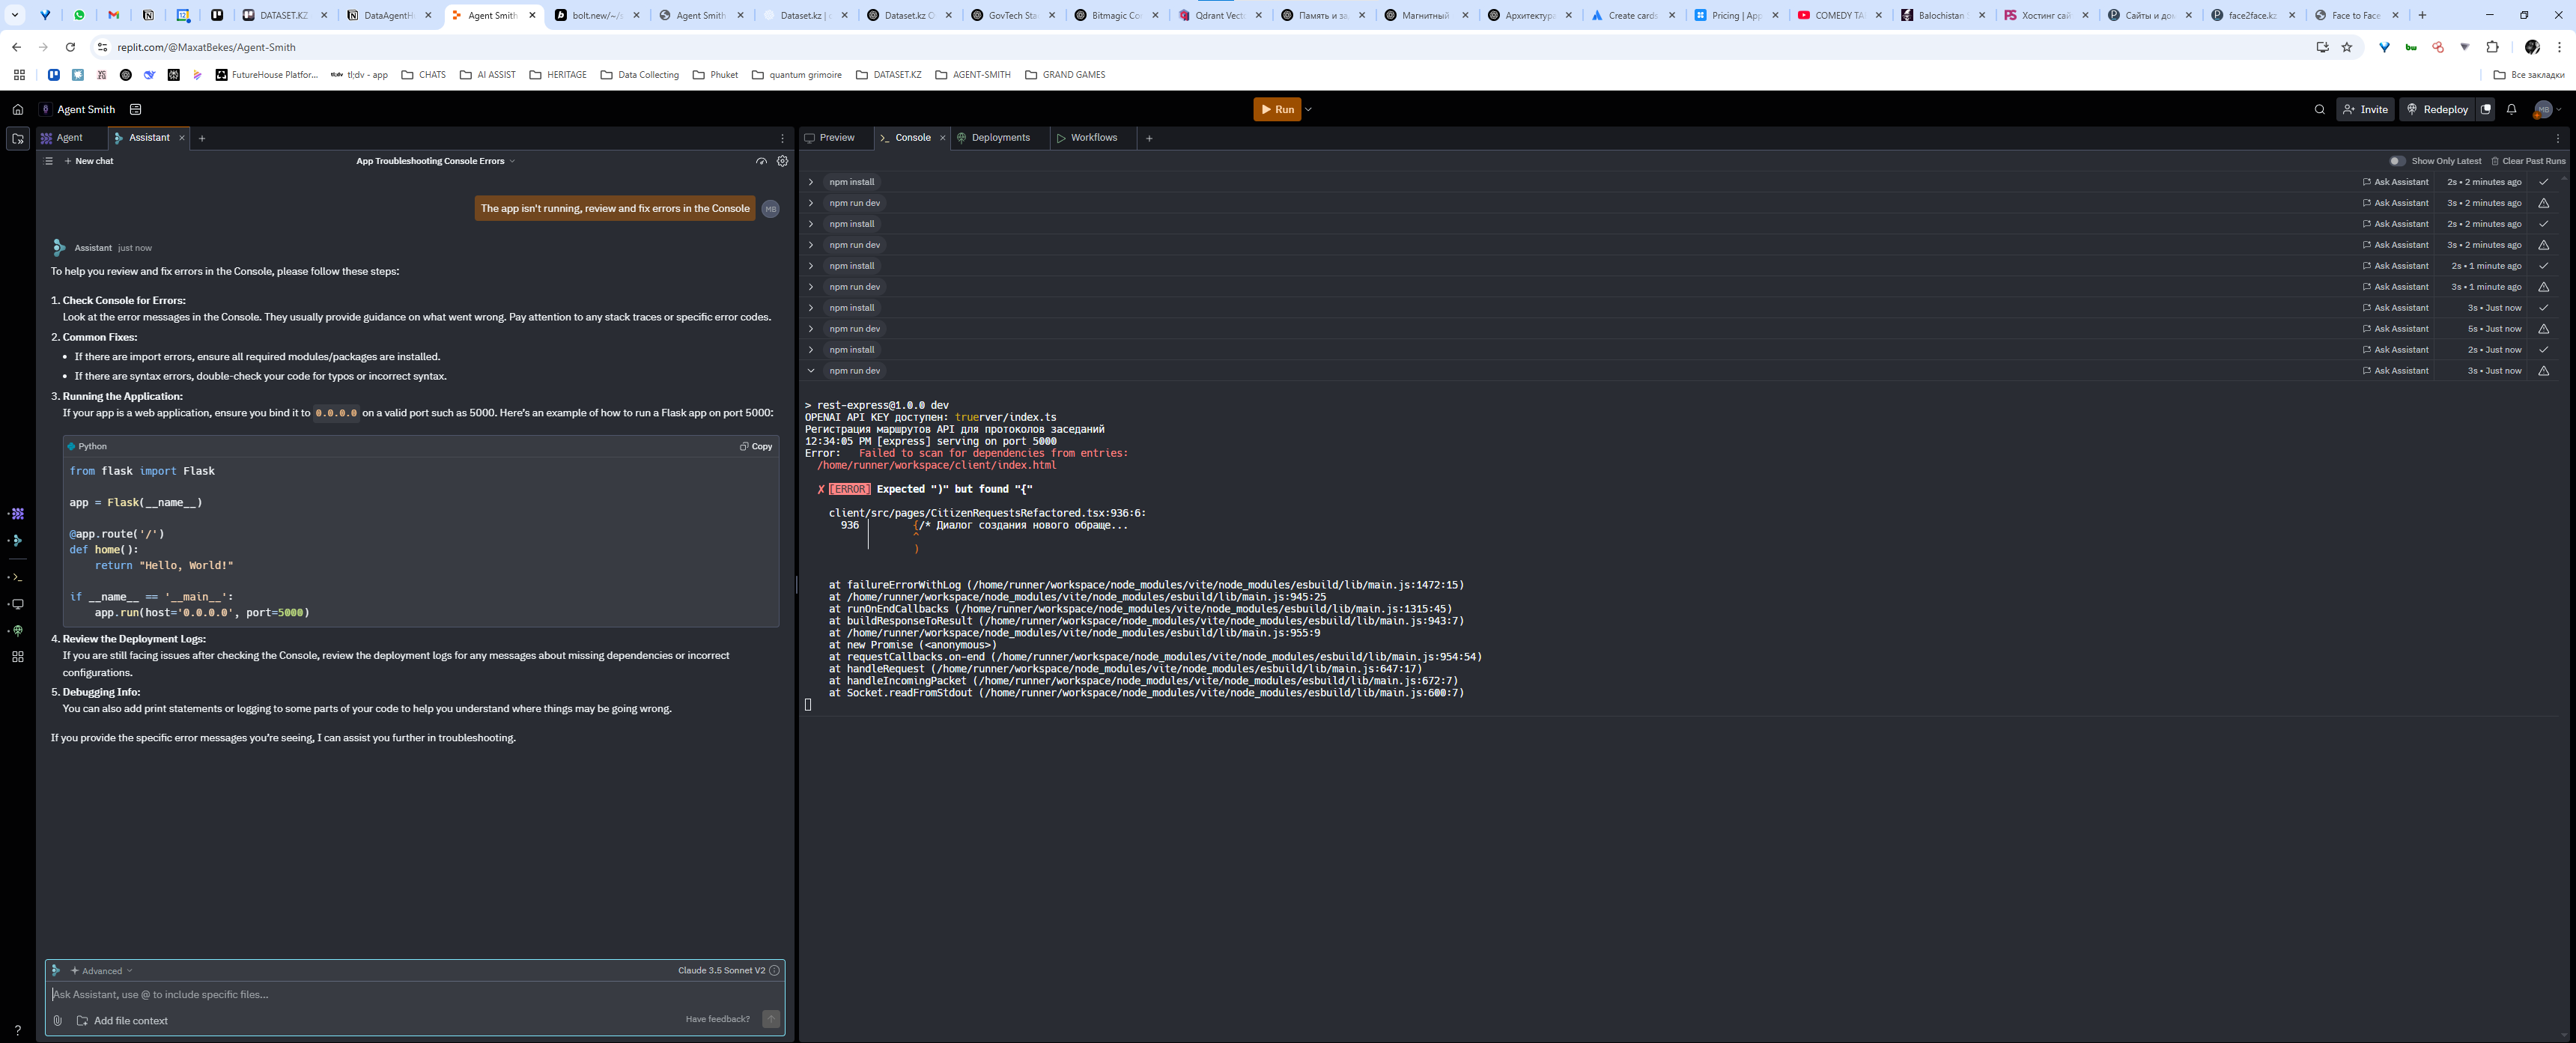 DATASET.KZ
DataAgentH
Agent Smith
bolt.new/~/s
Agent Smith
Dataset.kz | c
Dataset.kz O
GovTech Sta
Bitmagic Co
Qdrant Vect
Память и за
Магнитный
Архитектура
Create cards
Pricing | App
COMEDY TA
Balochistan
Хостинг сай
Сайты и до
face2face.kz
Face to Face
replit.com/@MaxatBekes/Agent-Smith
FutureHouse Platfor...
tl;dv - app
CHATS
AI ASSIST
HERITAGE
Data Collecting
Phuket
quantum grimoire
DATASET.KZ
AGENT-SMITH
GRAND GAMES
Все закладки
Agent Smith
Run
Invite
Redeploy
MB
Agent
Assistant
New chat
App Troubleshooting Console Errors
The app isn't running, review and fix errors in the Console
MB
Assistant just now
To help you review and fix errors in the Console, please follow these steps:
1. Check Console for Errors:
Look at the error messages in the Console. They usually provide guidance on what went wrong. Pay attention to any stack traces or specific error codes.
2. Common Fixes:
• If there are import errors, ensure all required modules/packages are installed.
• If there are syntax errors, double-check your code for typos or incorrect syntax.
3. Running the Application:
If your app is a web application, ensure you bind it to 0.0.0.0 on a valid port such as 5000. Here's an example of how to run a Flask app on port 5000:
Python
Copy
from flask import Flask
app = Flask(__name__)
@app.route('/')
def home():
return "Hello, World!"
if __name__ == '__main__':
app.run(host='0.0.0.0', port=5000)
4. Review the Deployment Logs:
If you are still facing issues after checking the Console, review the deployment logs for any messages about missing dependencies or incorrect
configurations.
5. Debugging Info:
You can also add print statements or logging to some parts of your code to help you understand where things may be going wrong.
If you provide the specific error messages you're seeing, I can assist you further in troubleshooting.
Advanced
Claude 3.5 Sonnet V2
Ask Assistant, use @ to include specific files...
Add file context
Have feedback?
Preview
Console
Deployments
Workflows
Show Only Latest
Clear Past Runs
npm install Ask Assistant 2s • 2 minutes ago
npm run dev Ask Assistant 3s • 2 minutes ago
npm install Ask Assistant 2s • 2 minutes ago
npm run dev Ask Assistant 3s • 2 minutes ago
npm install Ask Assistant 2s • 1 minute ago
npm run dev Ask Assistant 3s • 1 minute ago
npm install Ask Assistant 3s • Just now
npm run dev Ask Assistant 5s • Just now
npm install Ask Assistant 2s • Just now
npm run dev Ask Assistant 3s • Just now
> rest-express@1.0.0 dev
OPENAI API KEY доступен: truerver/index.ts
Регистрация маршрутов API для протоколов заседаний
12:34:05 PM [express] serving on port 5000
Error: Failed to scan for dependencies from entries:
/home/runner/workspace/client/index.html
✗ [ERROR] Expected ")" but found "{"
client/src/pages/CitizenRequestsRefactored.tsx:936:6:
936 │ {/* Диалог создания нового обраще...
^
)
at failureErrorWithLog (/home/runner/workspace/node_modules/vite/node_modules/esbuild/lib/main.js:1472:15)
at /home/runner/workspace/node_modules/vite/node_modules/esbuild/lib/main.js:945:25
at runOnEndCallbacks (/home/runner/workspace/node_modules/vite/node_modules/esbuild/lib/main.js:1315:45)
at buildResponseToResult (/home/runner/workspace/node_modules/vite/node_modules/esbuild/lib/main.js:943:7)
at /home/runner/workspace/node_modules/vite/node_modules/esbuild/lib/main.js:955:9
at new Promise (<anonymous>)
at requestCallbacks.on-end (/home/runner/workspace/node_modules/vite/node_modules/esbuild/lib/main.js:954:54)
at handleRequest (/home/runner/workspace/node_modules/vite/node_modules/esbuild/lib/main.js:647:17)
at handleIncomingPacket (/home/runner/workspace/node_modules/vite/node_modules/esbuild/lib/main.js:672:7)
at Socket.readFromStdout (/home/runner/workspace/node_modules/vite/node_modules/esbuild/lib/main.js:600:7)